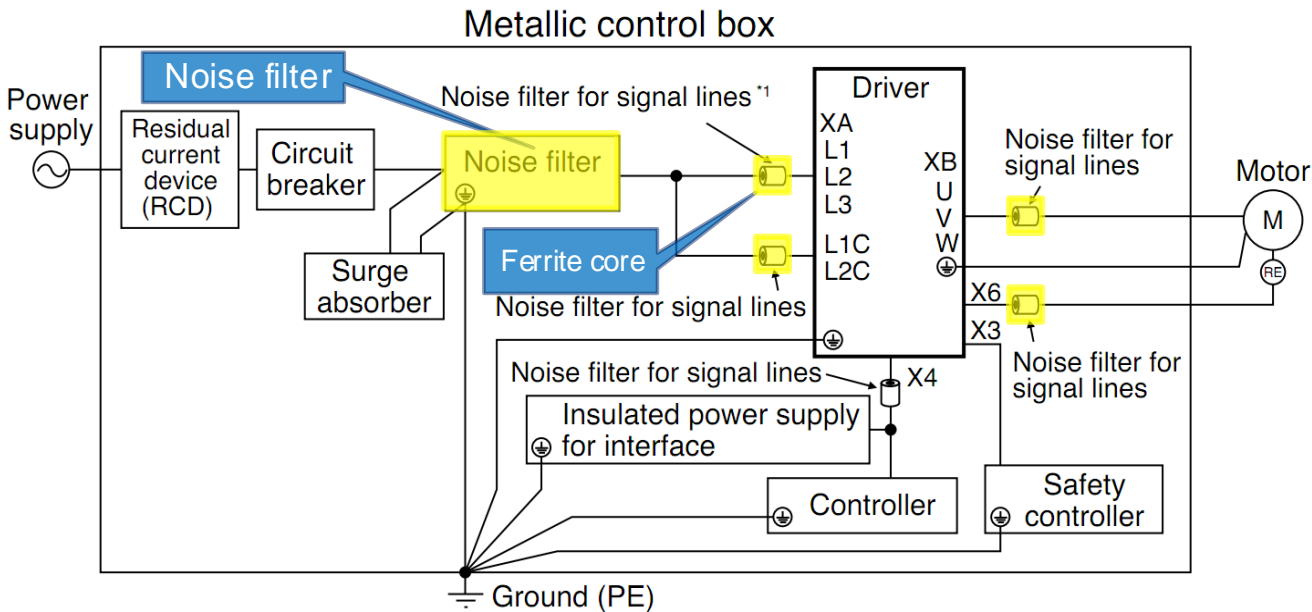 Metallic control box
Noise filter
Power
supply
Residual
current
device
(RCD)
Circuit
breaker
Noise filter
Noise filter for signal lines *1
Surge
absorber
Ferrite core
Noise filter for signal lines
Driver
XA
L1
L2
L3
L1C
L2C
XB
U
V
W
X6
X3
Noise filter for
signal lines
Motor
M
RE
Noise filter for
signal lines
Noise filter for signal lines
X4
Insulated power supply
for interface
Controller
Safety
controller
Ground (PE)